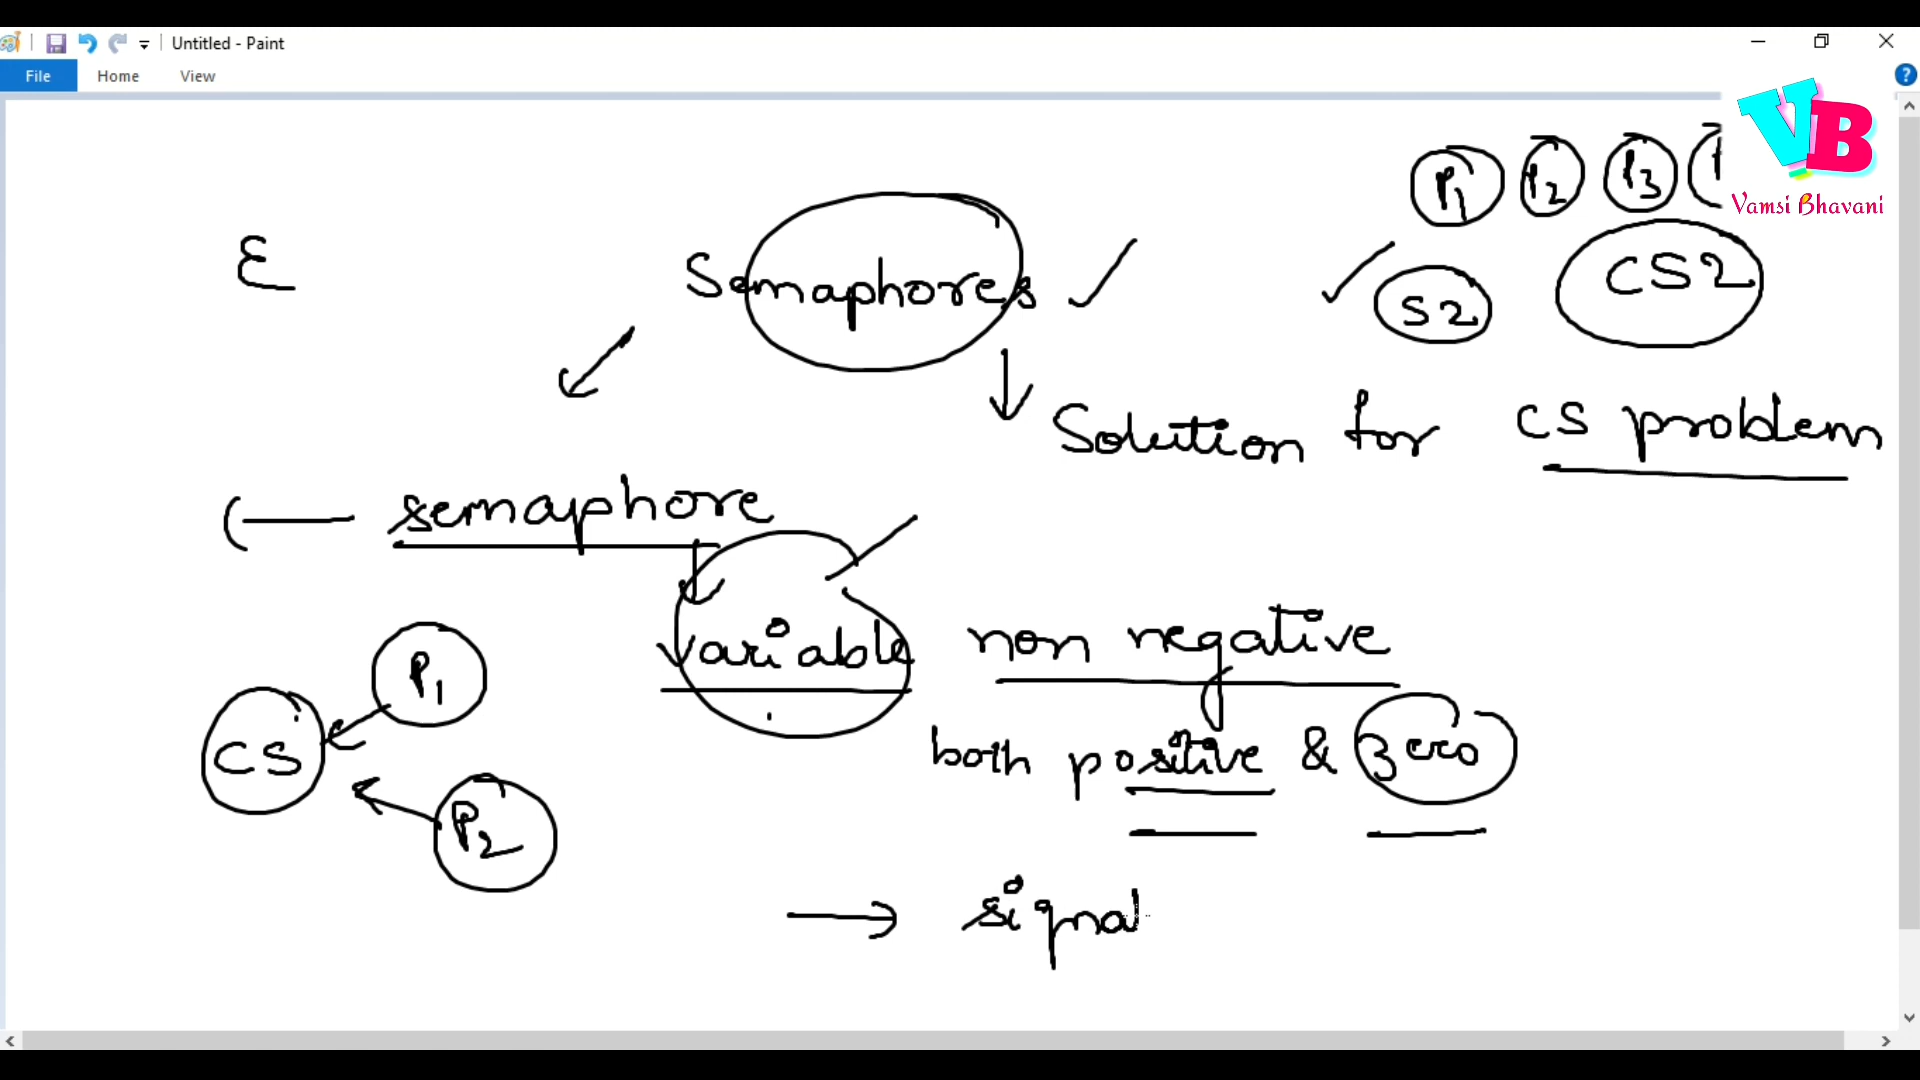 Untitled - Paint
File Home View
VB
Vamsi Bhavani
P1 P2 P3
Semaphores
S2 CS2
Solution for CS problem
semaphore
variable non negative
both positive & zero
CS P1
P2
signal